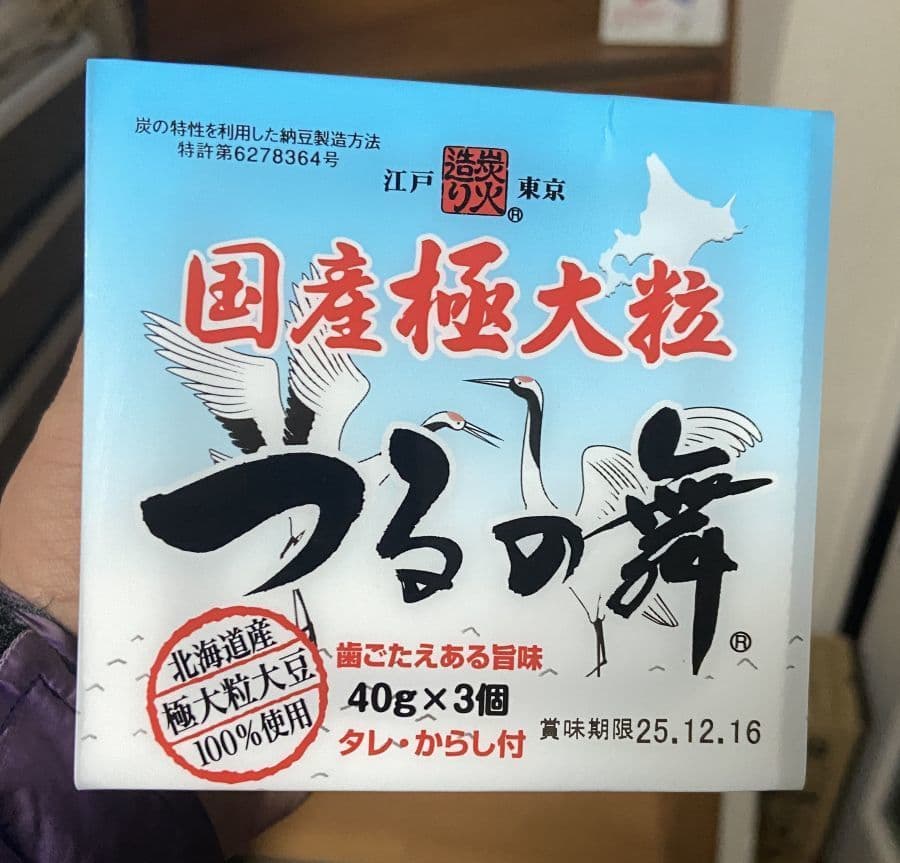 炭の特性を利用した納豆製造方法
特許第6278364号
江戸 炭火造り® 東京
国産極大粒
つるの舞®
北海道産
極大粒大豆
100%使用
歯ごたえある旨味
40g×3個
タレ・からし付
賞味期限25.12.16